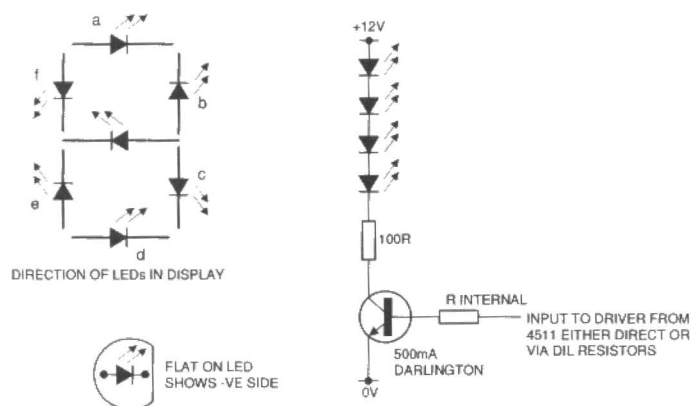 a
f
b
c
e
d
DIRECTION OF LEDs IN DISPLAY
FLAT ON LED
SHOWS -VE SIDE
+12V
100R
R INTERNAL
INPUT TO DRIVER FROM
4511 EITHER DIRECT OR
VIA DIL RESISTORS
500mA
DARLINGTON
0V